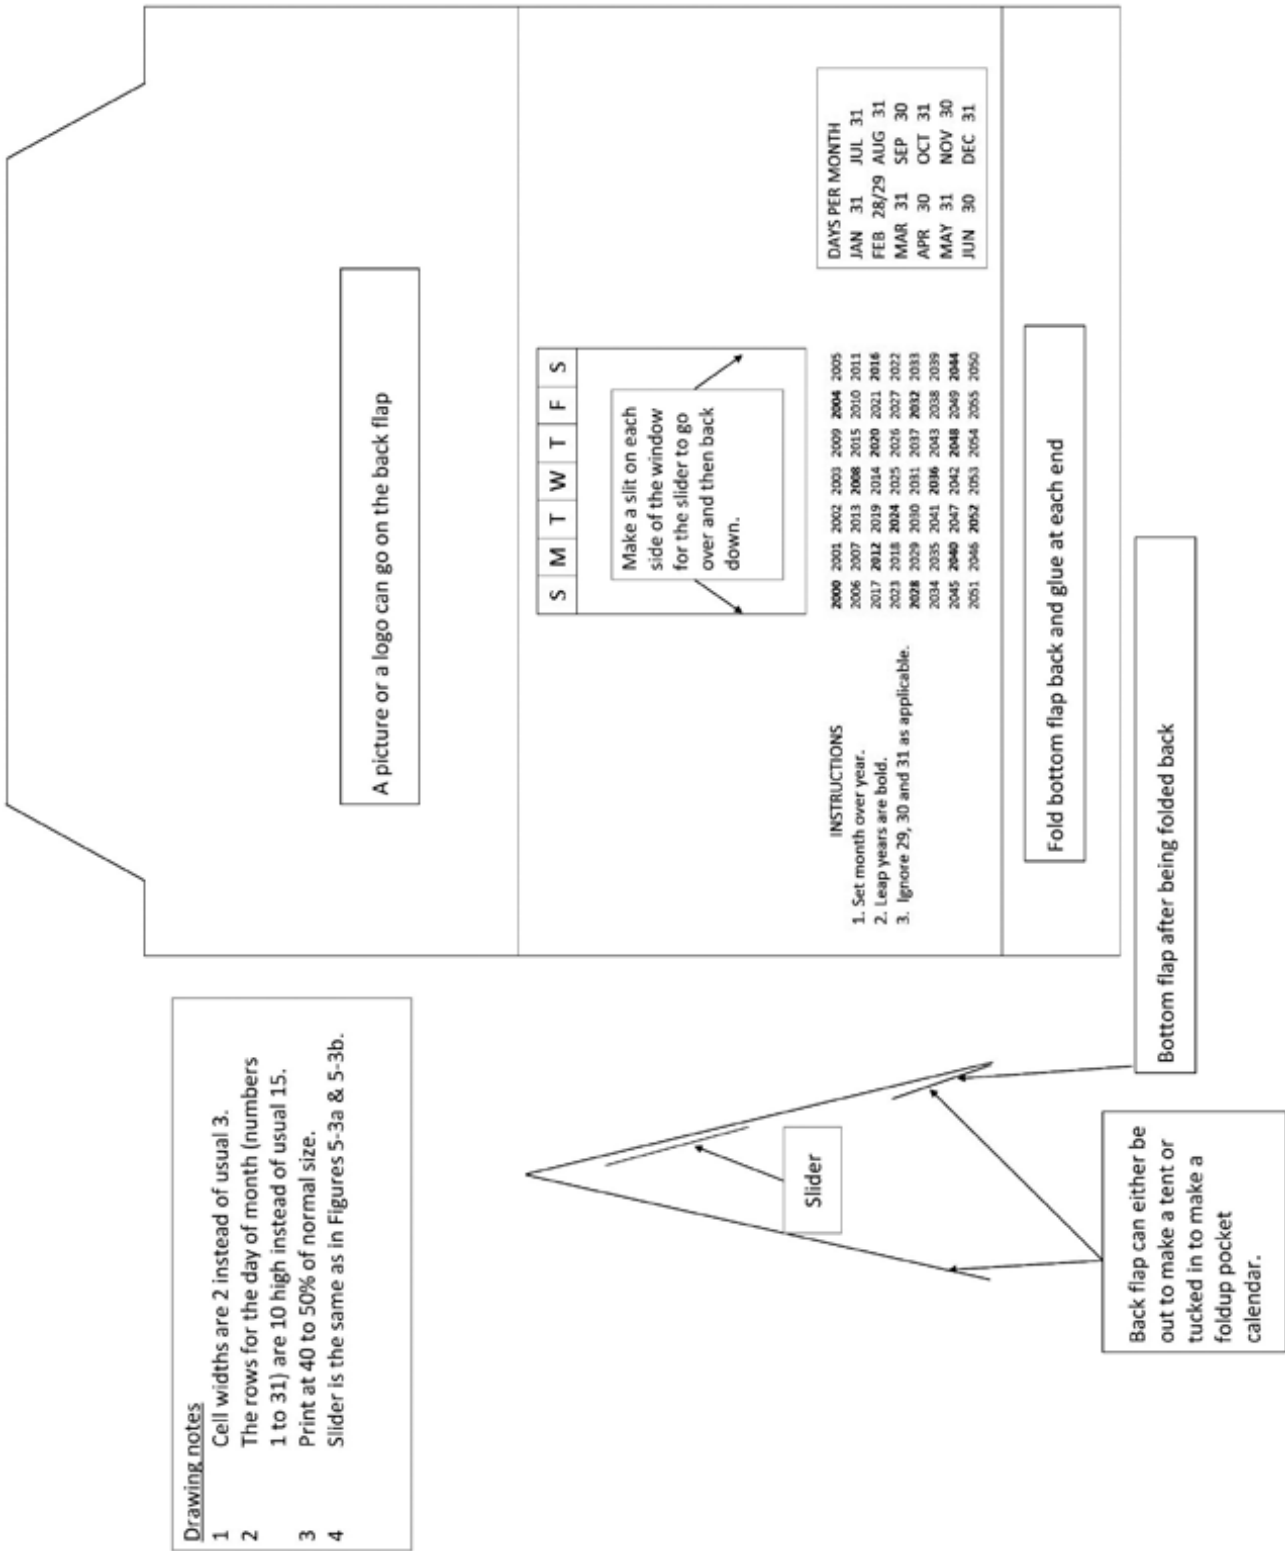 Drawing notes
1 Cell widths are 2 instead of usual 3.
2 The rows for the day of month (numbers
1 to 31) are 10 high instead of usual 15.
3 Print at 40 to 50% of normal size.
4 Slider is the same as in Figures 5-3a & 5-3b.
A picture or a logo can go on the back flap
S M T W T F S
Make a slit on each
side of the window
for the slider to go
over and then back
down.
INSTRUCTIONS
1. Set month over year.
2. Leap years are bold.
3. Ignore 29, 30 and 31 as applicable.
2000 2001 2002 2003 2009 2004 2005
2006 2007 2013 2008 2015 2010 2011
2017 2012 2019 2014 2020 2021 2016
2023 2018 2024 2025 2026 2027 2022
2028 2029 2030 2031 2037 2032 2033
2034 2035 2041 2036 2043 2038 2039
2045 2040 2047 2042 2048 2049 2044
2051 2046 2052 2053 2054 2055 2050
DAYS PER MONTH
JAN 31 JUL 31
FEB 28/29 AUG 31
MAR 31 SEP 30
APR 30 OCT 31
MAY 31 NOV 30
JUN 30 DEC 31
Fold bottom flap back and glue at each end
Slider
Bottom flap after being folded back
Back flap can either be
out to make a tent or
tucked in to make a
foldup pocket
calendar.